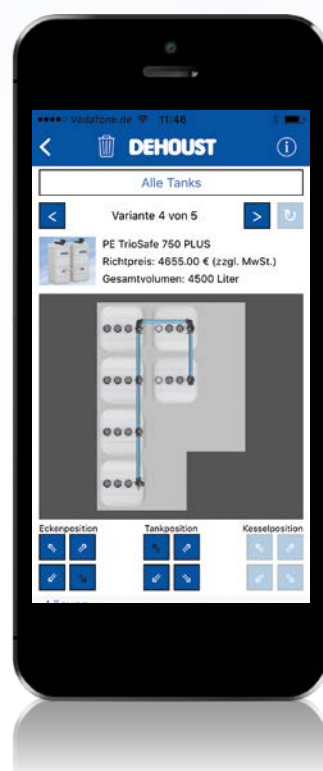 Vodafone.de 11:46
DEHOUST
Alle Tanks
Variante 4 von 5
PE TrioSafe 750 PLUS
Richtpreis: 4655.00 € (zzgl. MwSt.)
Gesamtvolumen: 4500 Liter
Eckenposition Tankposition Kesselposition